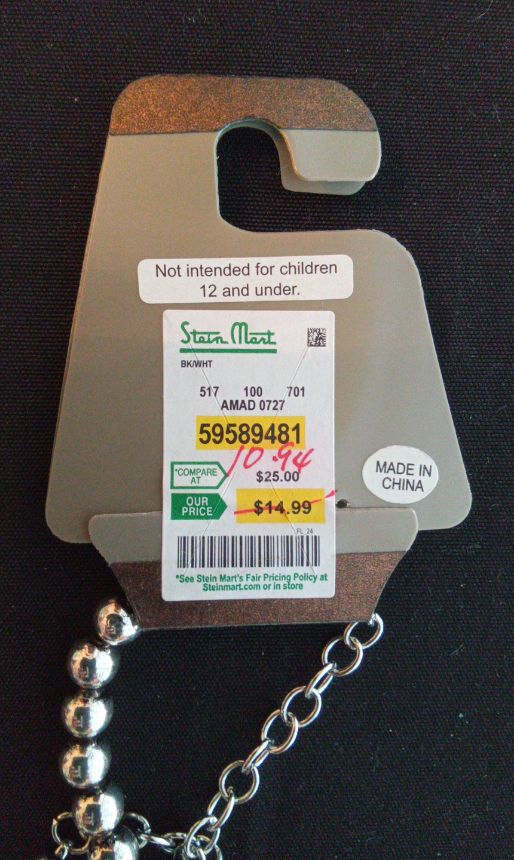 Not intended for children
12 and under.
Stein Mart
BK/WHT
517 100 701
AMAD 0727
59589481
10.94
*COMPARE
AT
$25.00
OUR
PRICE
$14.99
MADE IN
CHINA
FL 24
*See Stein Mart's Fair Pricing Policy at
Steinmart.com or in store